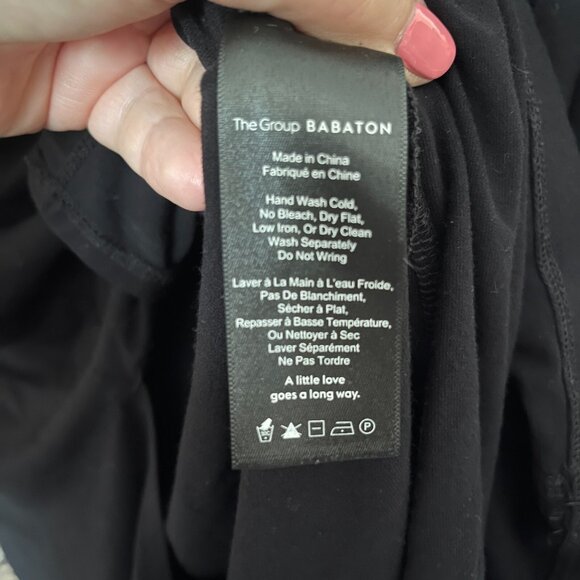 The Group BABATON
Made in China
Fabriqué en Chine
Hand Wash Cold,
No Bleach, Dry Flat,
Low Iron, Or Dry Clean
Wash Separately
Do Not Wring
Laver à La Main à L'eau Froide,
Pas De Blanchiment,
Sécher à Plat,
Repasser à Basse Température,
Ou Nettoyer à Sec
Laver Séparément
Ne Pas Tordre
A little love
goes a long way.
P